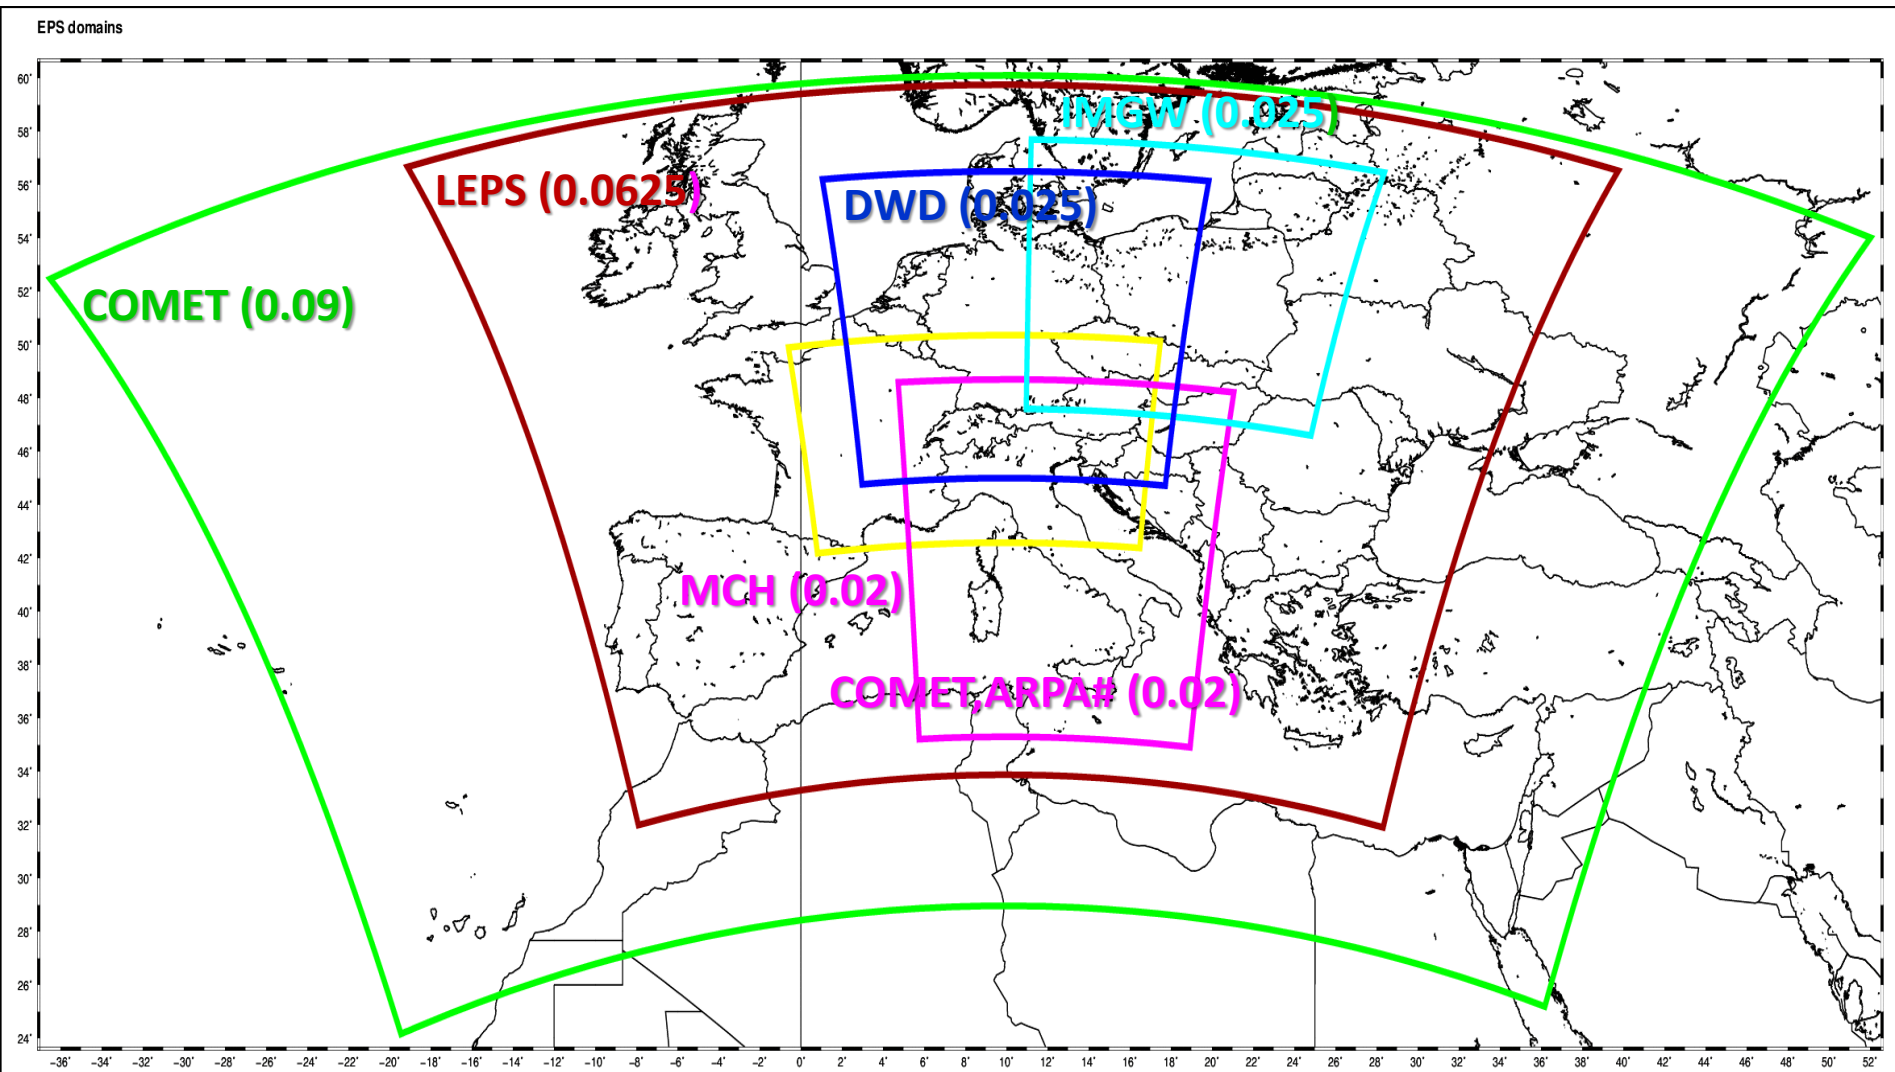 EPS domains
60°
58°
56°
54°
52°
50°
48°
46°
44°
42°
40°
38°
36°
34°
32°
30°
28°
26°
24°
IMGW (0.025)
LEPS (0.0625)
DWD (0.025)
COMET (0.09)
MCH (0.02)
COMET,ARPA# (0.02)
-36° -34° -32° -30° -28° -26° -24° -22° -20° -18° -16° -14° -12° -10° -8° -6° -4° -2° 0° 2° 4° 6° 8° 10° 12° 14° 16° 18° 20° 22° 24° 26° 28° 30° 32° 34° 36° 38° 40° 42° 44° 46° 48° 50° 52°